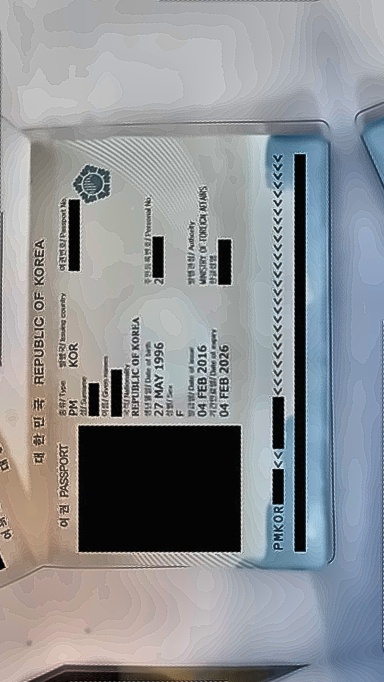 대한민국 REPUBLIC OF KOREA
여권 PASSPORT
종류/Type
발행국/Issuing country
여권번호/Passport No.
PM
KOR
성/Surname
이름/Given names
국적/Nationality
REPUBLIC OF KOREA
생년월일/Date of birth
주민등록번호/Personal No.
27 MAY 1996
2
성별/Sex
F
발급일/Date of issue
발행관청/Authority
04 FEB 2016
MINISTRY OF FOREIGN AFFAIRS
기간만료일/Date of expiry
한글성명
04 FEB 2026
PMKOR